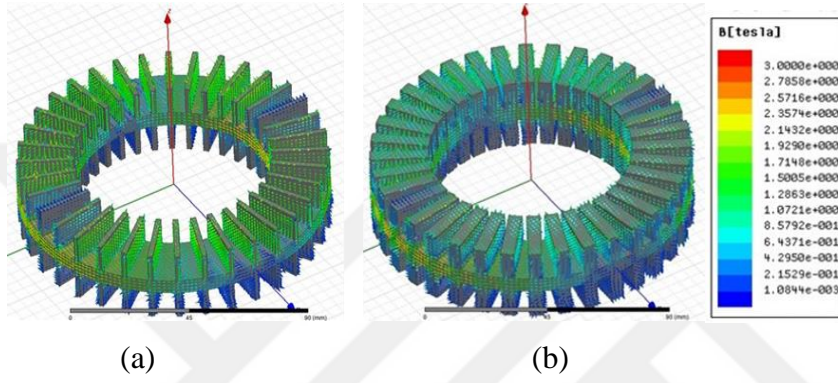 z
B[tesla]
3.0000e+000
2.7858e+000
2.5716e+000
2.3574e+000
2.1432e+000
1.9290e+000
1.7148e+000
1.5005e+000
1.2863e+000
1.0721e+000
8.5792e-001
6.4371e-001
4.2950e-001
2.1529e-001
1.0844e-003
0 45 90 (mm)
0 45 90 (mm)
(a) (b)